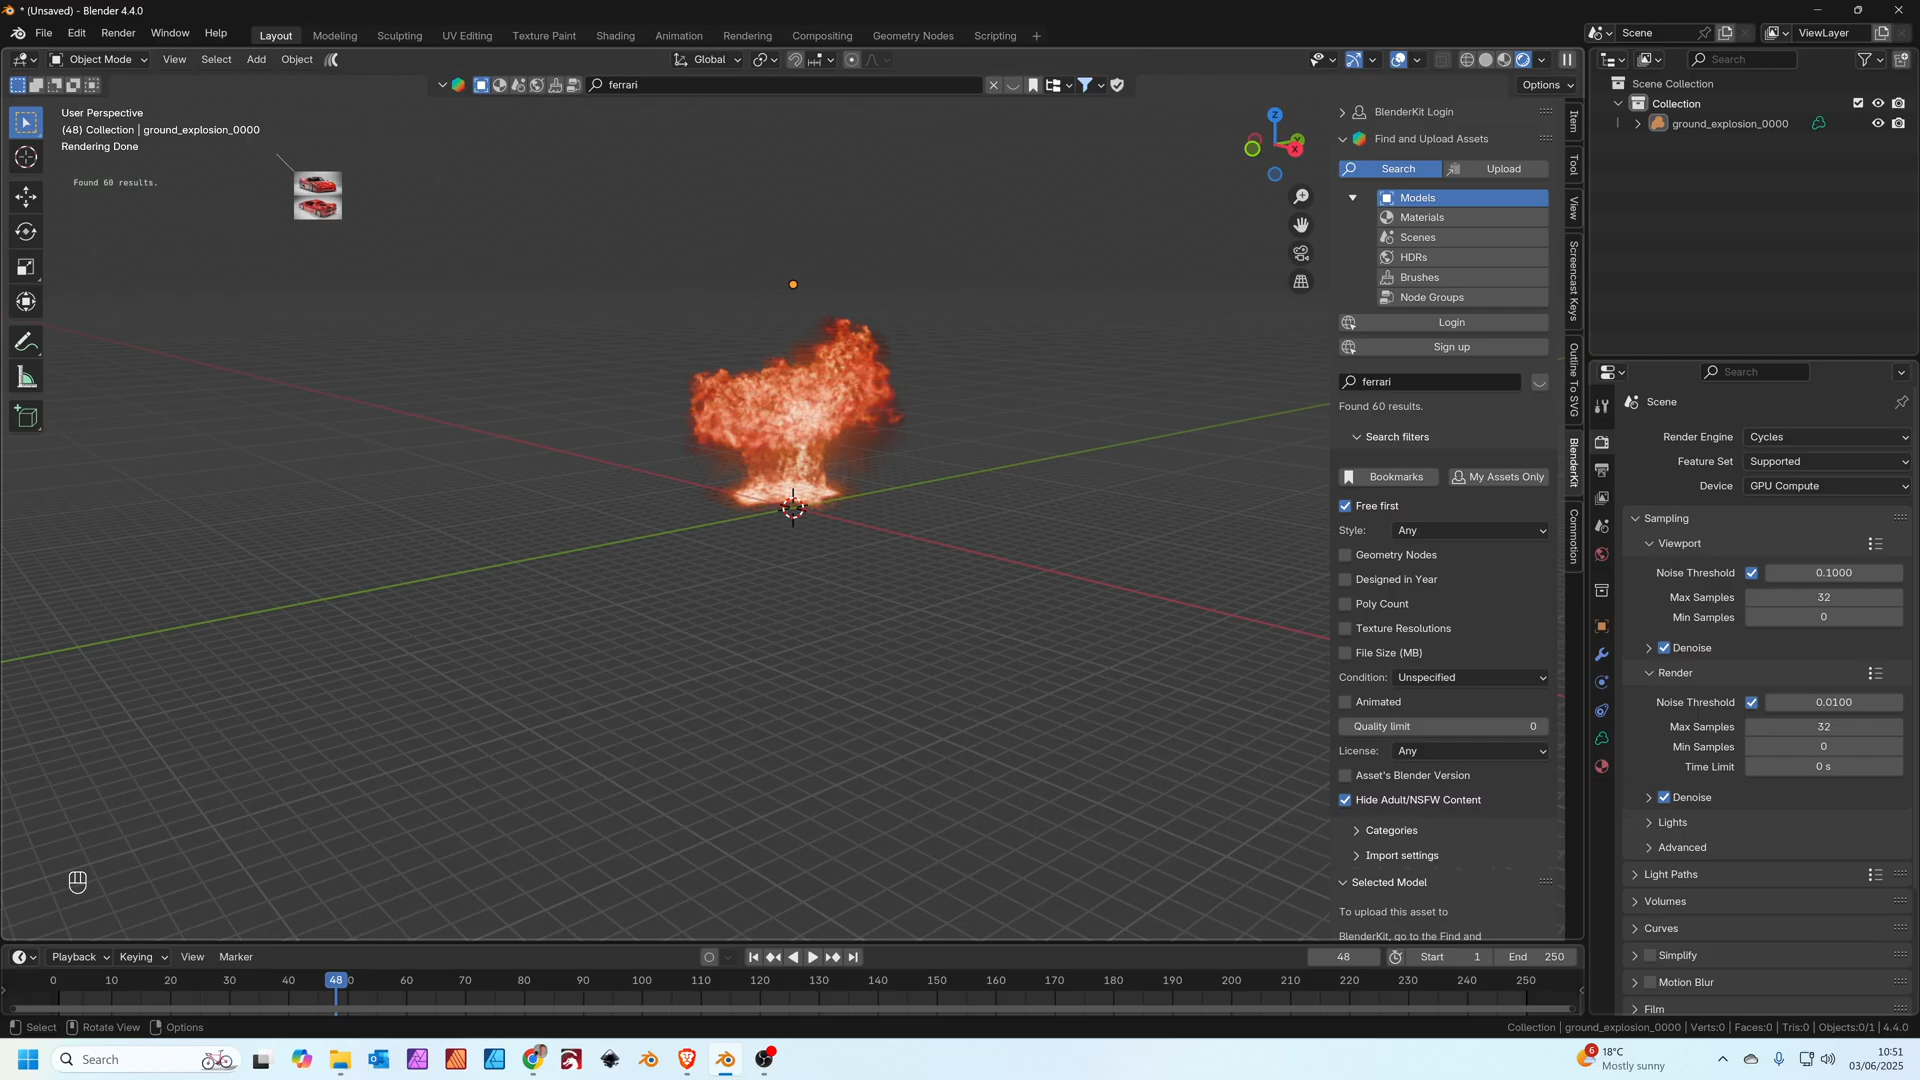 * (Unsaved) - Blender 4.4.0
File Edit Render Window Help
Layout Modeling Sculpting UV Editing Texture Paint Shading Animation Rendering Compositing Geometry Nodes Scripting +
Scene
ViewLayer
Object Mode View Select Add Object
Global
Search
ferrari
Options
User Perspective
(48) Collection | ground_explosion_0000
Rendering Done
Found 60 results.
Z
Y
X
BlenderKit Login
Find and Upload Assets
Search Upload
Models
Materials
Scenes
HDRs
Brushes
Node Groups
Login
Sign up
ferrari
Found 60 results.
Search filters
Bookmarks My Assets Only
Free first
Style: Any
Geometry Nodes
Designed in Year
Poly Count
Texture Resolutions
File Size (MB)
Condition: Unspecified
Animated
Quality limit 0
License: Any
Asset's Blender Version
Hide Adult/NSFW Content
Categories
Import settings
Selected Model
To upload this asset to
BlenderKit, go to the Find and
Item
Tool
View
Screencast Keys
Outline To SVG
BlenderKit
Commotion
Scene Collection
Collection
ground_explosion_0000
Search
Scene
Render Engine Cycles
Feature Set Supported
Device GPU Compute
Sampling
Viewport
Noise Threshold 0.1000
Max Samples 32
Min Samples 0
Denoise
Render
Noise Threshold 0.0100
Max Samples 32
Min Samples 0
Time Limit 0 s
Denoise
Lights
Advanced
Light Paths
Volumes
Curves
Simplify
Motion Blur
Film
Playback Keying View Marker
48 Start 1 End 250
0 10 20 30 40 48 0 60 70 80 90 100 110 120 130 140 150 160 170 180 190 200 210 220 230 240 250
Select Rotate View Options
Collection | ground_explosion_0000 | Verts:0 | Faces:0 | Tris:0 | Objects:0/1 | 4.4.0
Search
6
18°C
Mostly sunny
10:51
03/06/2025